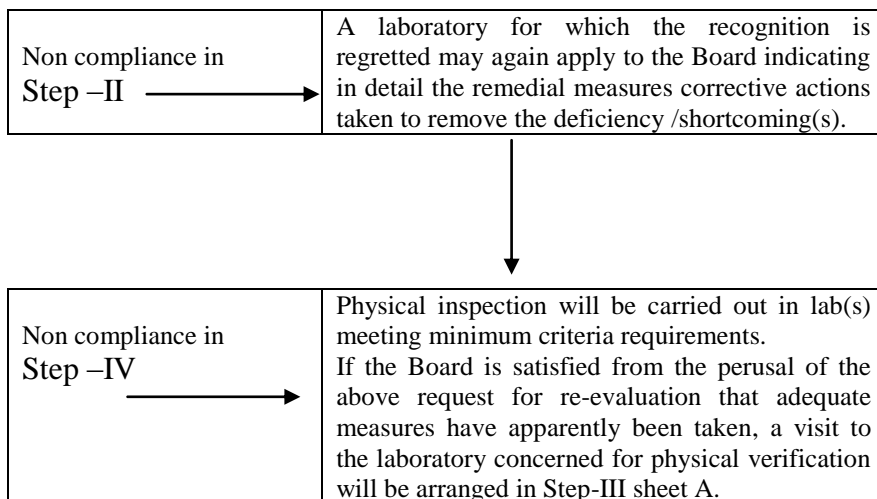 Non compliance in
Step –II
A laboratory for which the recognition is
regretted may again apply to the Board indicating
in detail the remedial measures corrective actions
taken to remove the deficiency /shortcoming(s).
Non compliance in
Step –IV
Physical inspection will be carried out in lab(s)
meeting minimum criteria requirements.
If the Board is satisfied from the perusal of the
above request for re-evaluation that adequate
measures have apparently been taken, a visit to
the laboratory concerned for physical verification
will be arranged in Step-III sheet A.